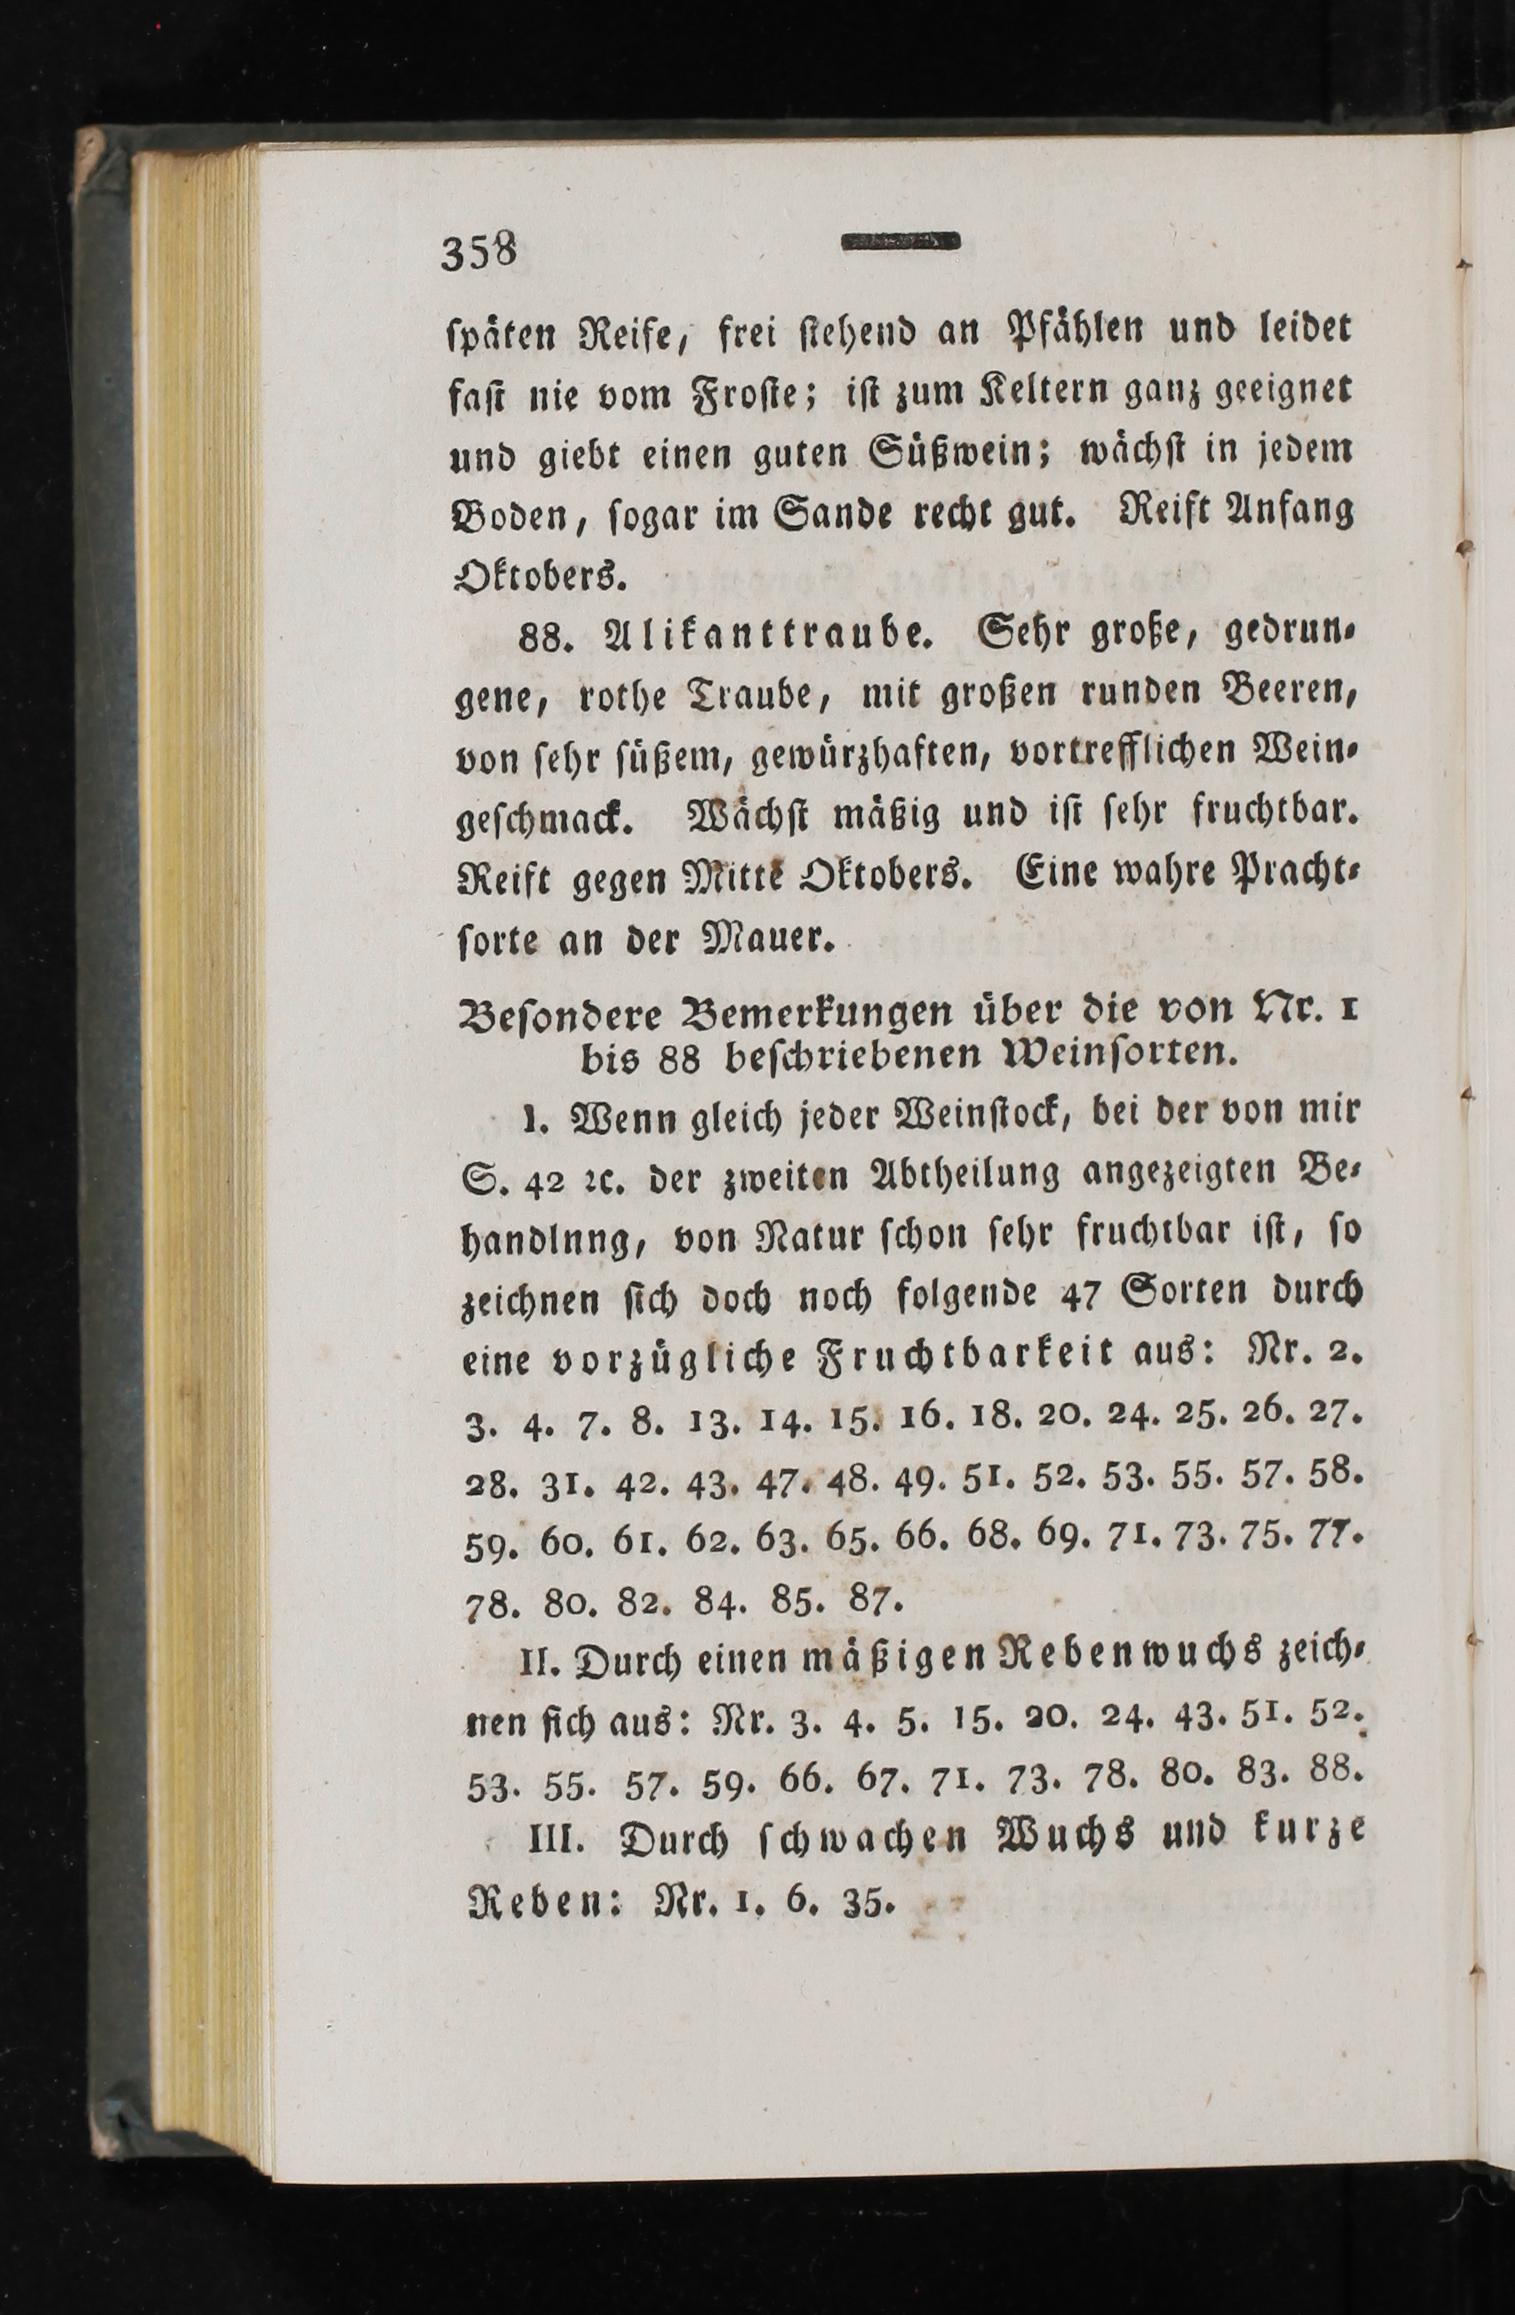 358
ſpäten Reife, frei ſtehend an Pfählen und leidet
faſt nie vom Froſte; iſt zum Keltern ganz geeignet
und giebt einen guten Süßwein; wächſt in jedem
Boden, ſogar im Sande recht gut. Reift Anfang
Oktobers.
88. Alikanttraube. Sehr große, gedrun-
gene, rothe Traube, mit großen runden Beeren,
von ſehr ſüßem, gewürzhaften, vortrefflichen Wein-
geſchmack. Wächſt mäßig und iſt ſehr fruchtbar.
Reift gegen Mitte Oktobers. Eine wahre Pracht-
ſorte an der Mauer.
Beſondere Bemerkungen über die von Nr. 1
bis 88 beſchriebenen Weinſorten.
I. Wenn gleich jeder Weinſtock, bei der von mir
S. 42 ꝛc. der zweiten Abtheilung angezeigten Be-
handlnng, von Natur ſchon ſehr fruchtbar iſt, ſo
zeichnen ſich doch noch folgende 47 Sorten durch
eine vorzügliche Fruchtbarkeit aus: Nr. 2.
3. 4. 7. 8. 13. 14. 15. 16. 18. 20. 24. 25. 26. 27.
28. 31. 42. 43. 47. 48. 49. 51. 52. 53. 55. 57. 58.
59. 60. 61. 62. 63. 65. 66. 68. 69. 71. 73. 75. 77.
78. 80. 82. 84. 85. 87.
II. Durch einen mäßigen Rebenwuchs zeich-
nen ſich aus: Nr. 3. 4. 5. 15. 20. 24. 43. 51. 52.
53. 55. 57. 59. 66. 67. 71. 73. 78. 80. 83. 88.
III. Durch ſchwachen Wuchs und kurze
Reben: Nr. 1. 6. 35.